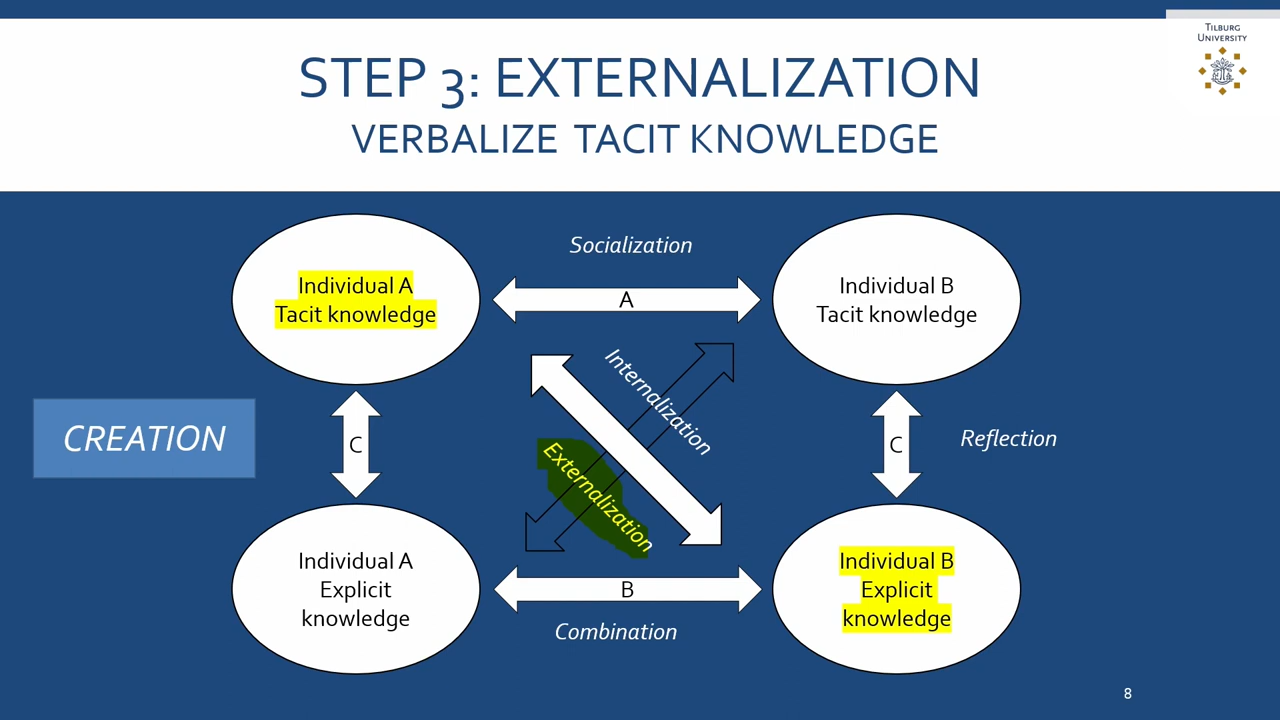 TILBURG
UNIVERSITY
STEP 3: EXTERNALIZATION
VERBALIZE TACIT KNOWLEDGE
Socialization
Individual A
Tacit knowledge
A
Individual B
Tacit knowledge
Internalization
CREATION
C
Externalization
C
Reflection
Individual A
Explicit
knowledge
B
Individual B
Explicit
knowledge
Combination
8